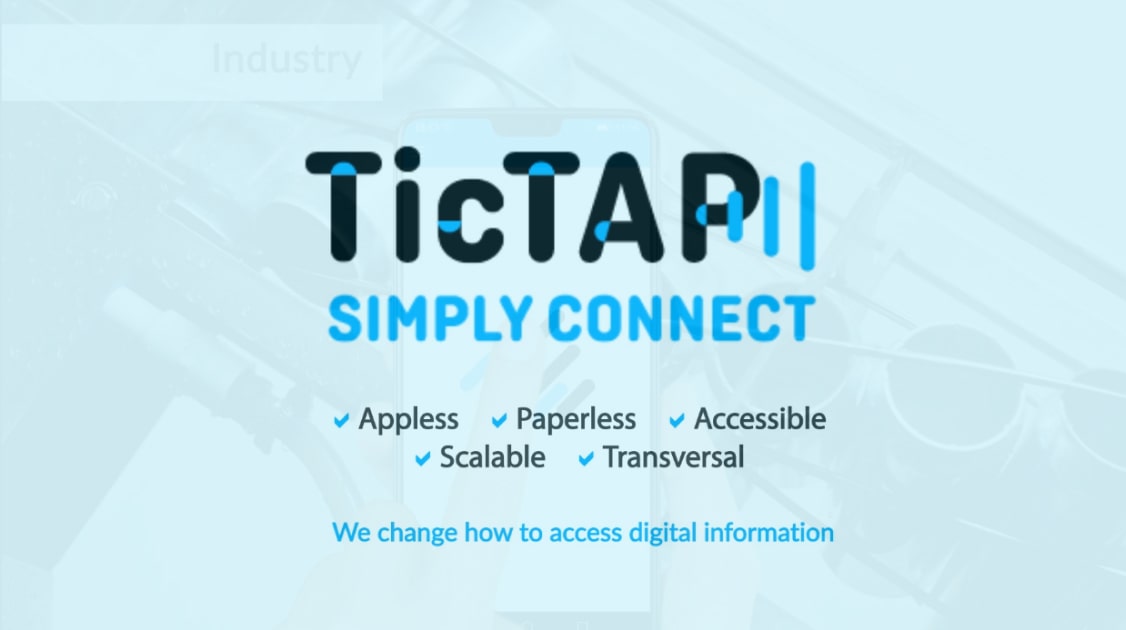 Industry
TicTAP
SIMPLY CONNECT
Appless Paperless Accessible
Scalable Transversal
We change how to access digital information